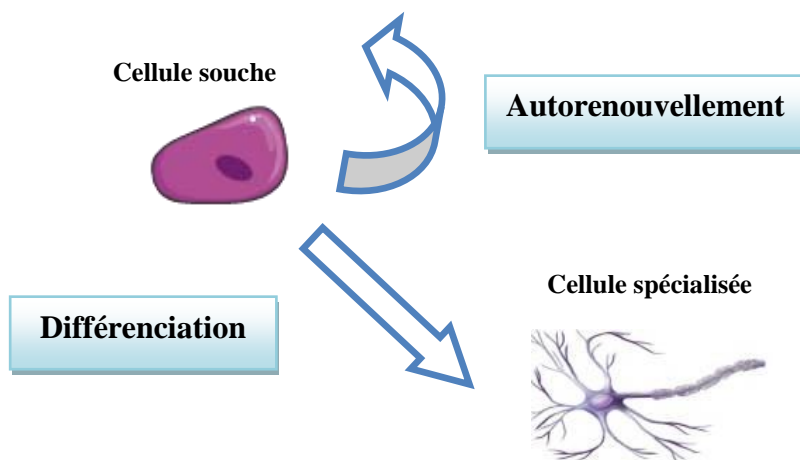 Cellule souche
Autorenouvellement
Cellule spécialisée
Différenciation